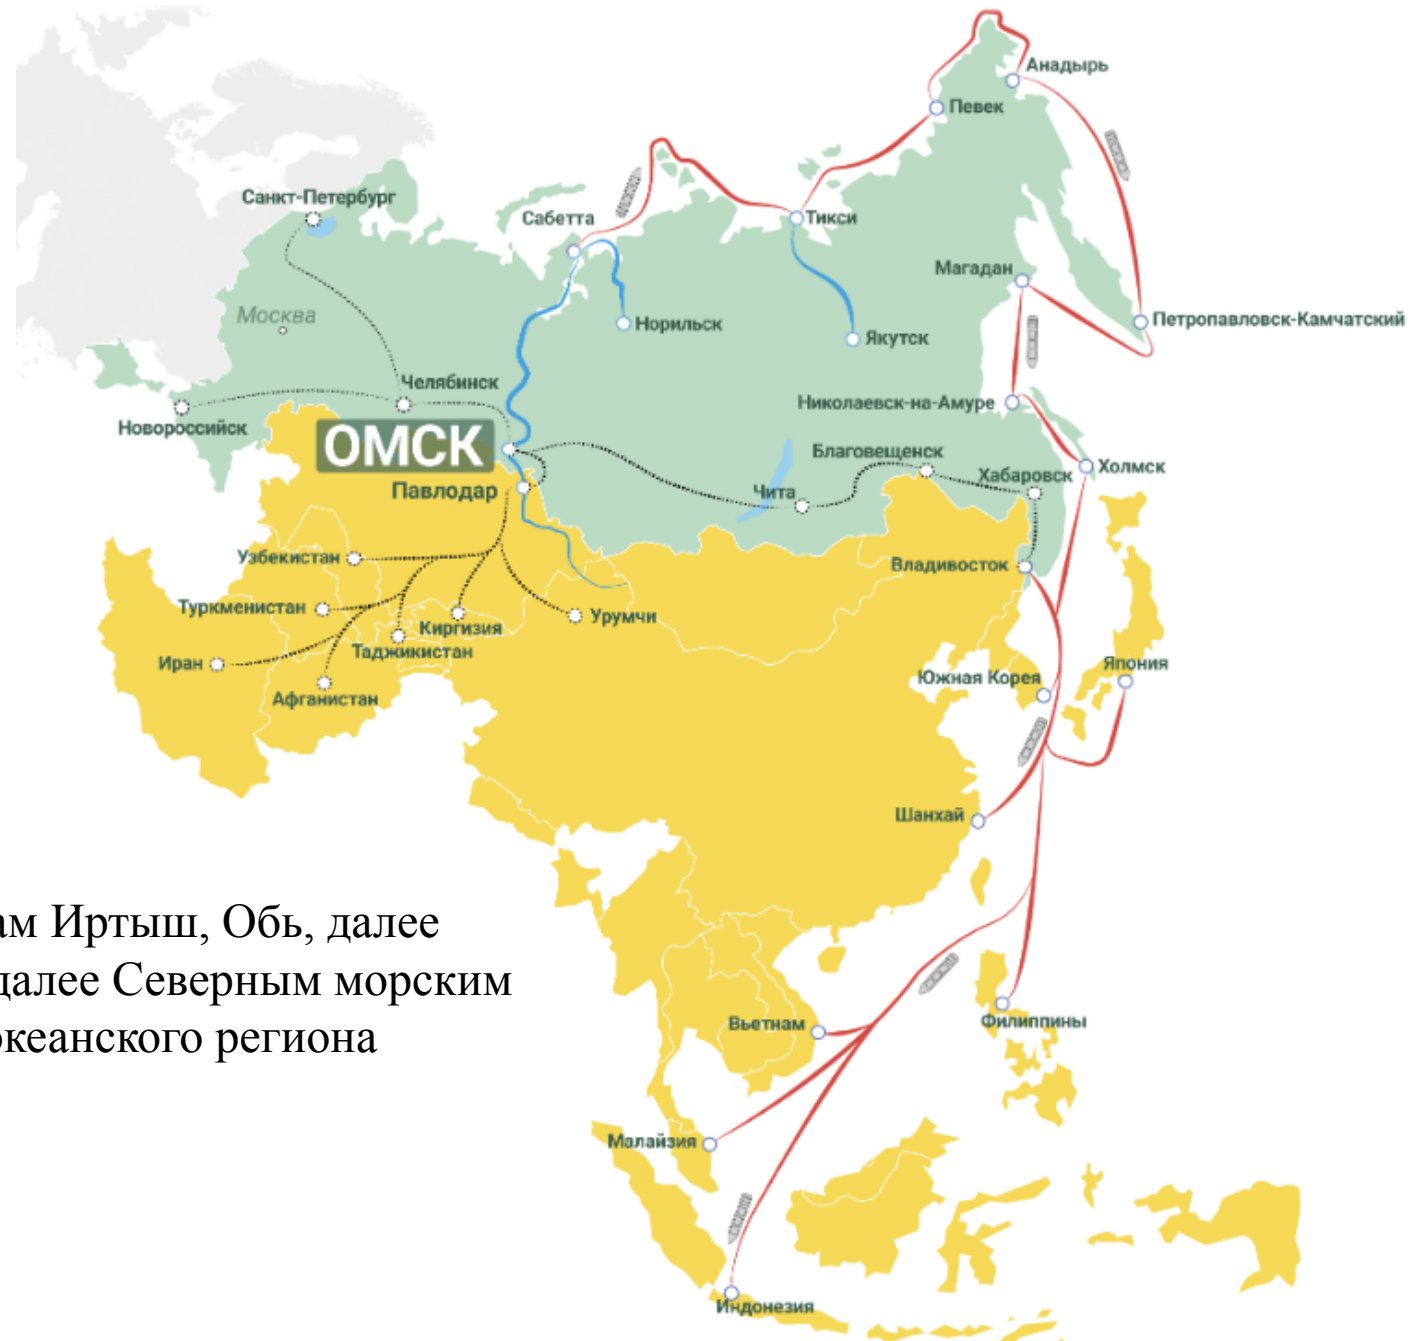 Анадырь
Певек
Санкт-Петербург
Сабетта
Тикси
Магадан
Москва
Норильск
Якутск
Петропавловск-Камчатский
Челябинск
Николаевск-на-Амуре
Новороссийск
ОМСК
Благовещенск
Холмск
Хабаровск
Павлодар
Чита
Узбекистан
Владивосток
Туркменистан
Урумчи
Киргизия
Таджикистан
Иран
Япония
Южная Корея
Афганистан
Шанхай
ам Иртыш, Обь, далее
далее Северным морским
океанского региона
Вьетнам
Филиппины
Малайзия
Индонезия